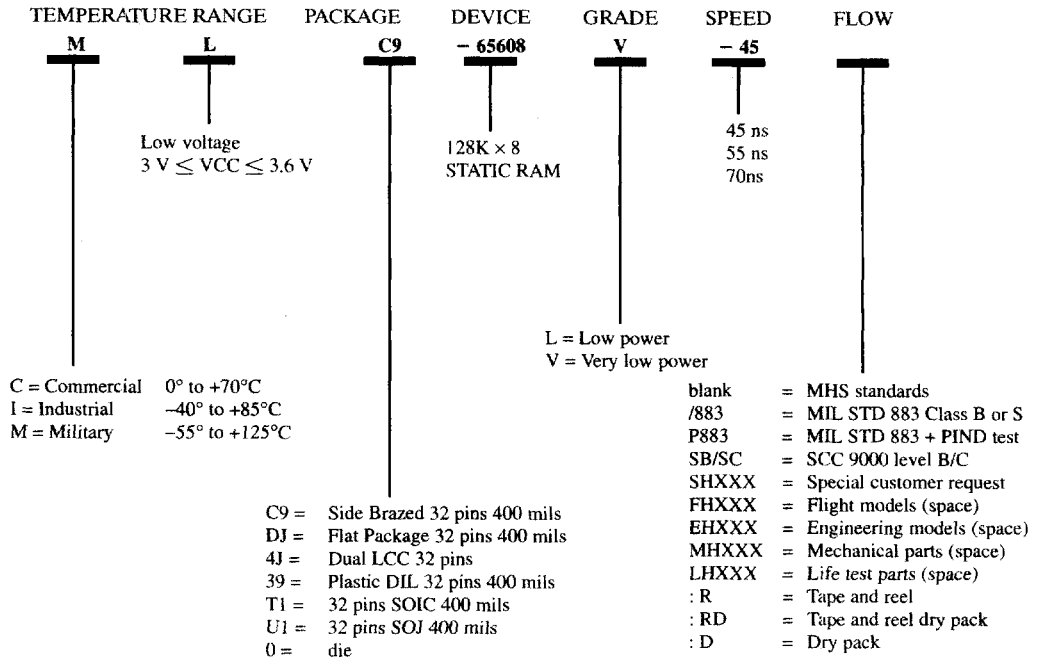 TEMPERATURE RANGE PACKAGE DEVICE GRADE SPEED FLOW
M L C9 – 65608 V – 45
Low voltage
3 V ≤ VCC ≤ 3.6 V
128K × 8
STATIC RAM
45 ns
55 ns
70ns
L = Low power
V = Very low power
C = Commercial 0° to +70°C
I = Industrial –40° to +85°C
M = Military –55° to +125°C
blank = MHS standards
/883 = MIL STD 883 Class B or S
P883 = MIL STD 883 + PIND test
SB/SC = SCC 9000 level B/C
SHXXX = Special customer request
FHXXX = Flight models (space)
EHXXX = Engineering models (space)
MHXXX = Mechanical parts (space)
LHXXX = Life test parts (space)
: R = Tape and reel
: RD = Tape and reel dry pack
: D = Dry pack
C9 = Side Brazed 32 pins 400 mils
DJ = Flat Package 32 pins 400 mils
4J = Dual LCC 32 pins
39 = Plastic DIL 32 pins 400 mils
T1 = 32 pins SOIC 400 mils
U1 = 32 pins SOJ 400 mils
0 = die